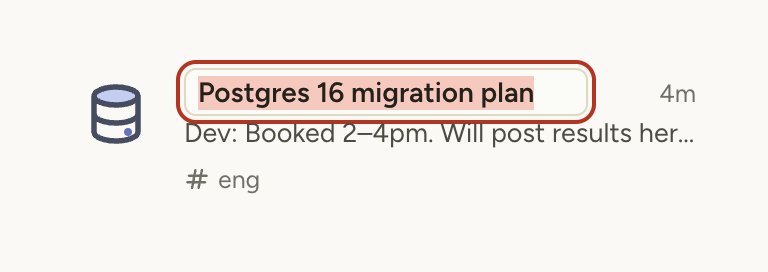 Postgres 16 migration plan
4m
Dev: Booked 2–4pm. Will post results her…
# eng